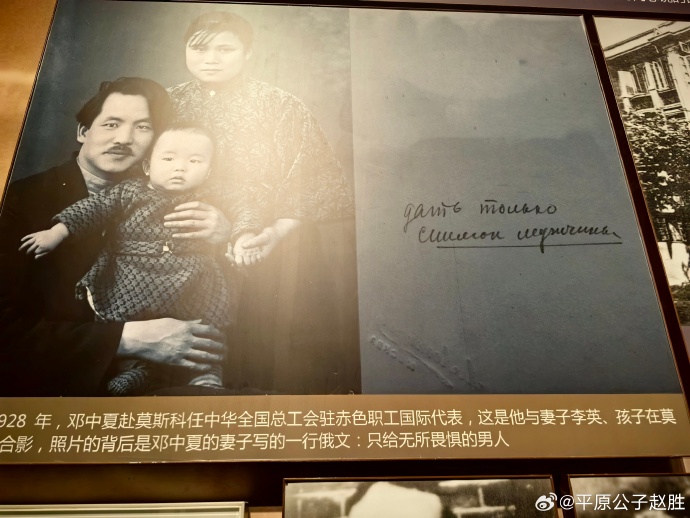 дать только
снимок мужчины.
928 年，邓中夏赴莫斯科任中华全国总工会驻赤色职工国际代表，这是他与妻子李英、孩子在莫
合影，照片的背后是邓中夏的妻子写的一行俄文：只给无所畏惧的男人
@平原公子赵胜